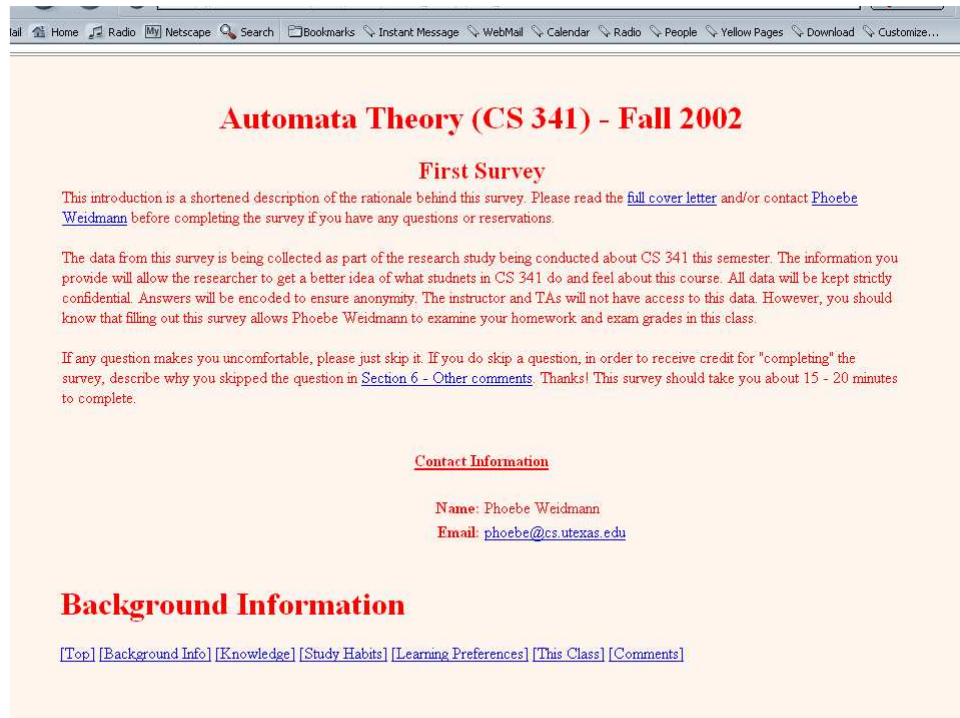 Home Radio My Netscape Search Bookmarks Instant Message WebMail Calendar Radio People Yellow Pages Download Customize...
Automata Theory (CS 341) - Fall 2002
First Survey
This introduction is a shortened description of the rationale behind this survey. Please read the full cover letter and/or contact Phoebe
Weidmann before completing the survey if you have any questions or reservations.
The data from this survey is being collected as part of the research study being conducted about CS 341 this semester. The information you
provide will allow the researcher to get a better idea of what studnets in CS 341 do and feel about this course. All data will be kept strictly
confidential. Answers will be encoded to ensure anonymity. The instructor and TAs will not have access to this data. However, you should
know that filling out this survey allows Phoebe Weidmann to examine your homework and exam grades in this class.
If any question makes you uncomfortable, please just skip it. If you do skip a question, in order to receive credit for "completing" the
survey, describe why you skipped the question in Section 6 - Other comments. Thanks! This survey should take you about 15 - 20 minutes
to complete.
Contact Information
Name: Phoebe Weidmann
Email: phoebe@cs.utexas.edu
Background Information
[Top] [Background Info] [Knowledge] [Study Habits] [Learning Preferences] [This Class] [Comments]